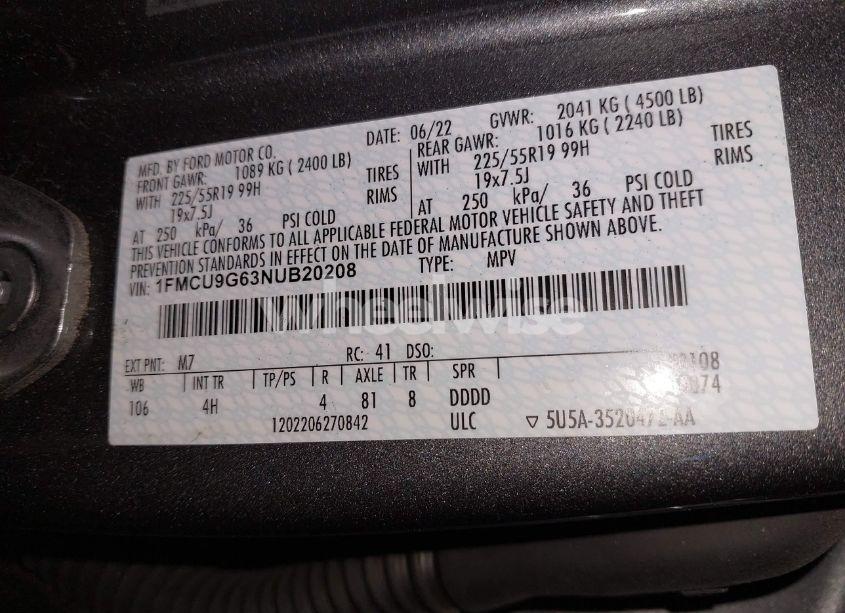 MFD. BY FORD MOTOR CO.
DATE: 06/22 GVWR: 2041 KG ( 4500 LB)
FRONT GAWR: 1089 KG ( 2400 LB) REAR GAWR: 1016 KG ( 2240 LB)
WITH 225/55R19 99H TIRES WITH 225/55R19 99H TIRES
19x7.5J RIMS 19x7.5J RIMS
AT 250 kPa/ 36 PSI COLD AT 250 kPa/ 36 PSI COLD
THIS VEHICLE CONFORMS TO ALL APPLICABLE FEDERAL MOTOR VEHICLE SAFETY AND THEFT
PREVENTION STANDARDS IN EFFECT ON THE DATE OF MANUFACTURE SHOWN ABOVE.
VIN: 1FMCU9G63NUB20208 TYPE: MPV
wheelwise
EXT PNT: M7 RC: 41 DSO:
WB INT TR TP/PS R AXLE TR SPR
106 4H 4 81 8 DDDD
1202206270842 ULC ▽ 5U5A-3520472-AA